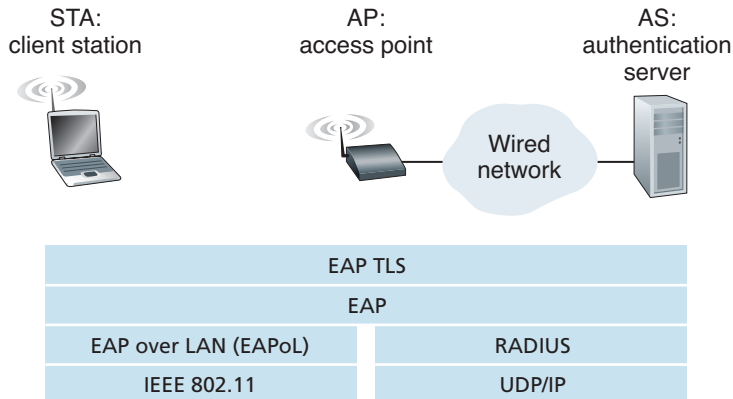 STA:
client station
AP:
access point
AS:
authentication
server
Wired
network
EAP TLS
EAP
EAP over LAN (EAPoL)
RADIUS
IEEE 802.11
UDP/IP